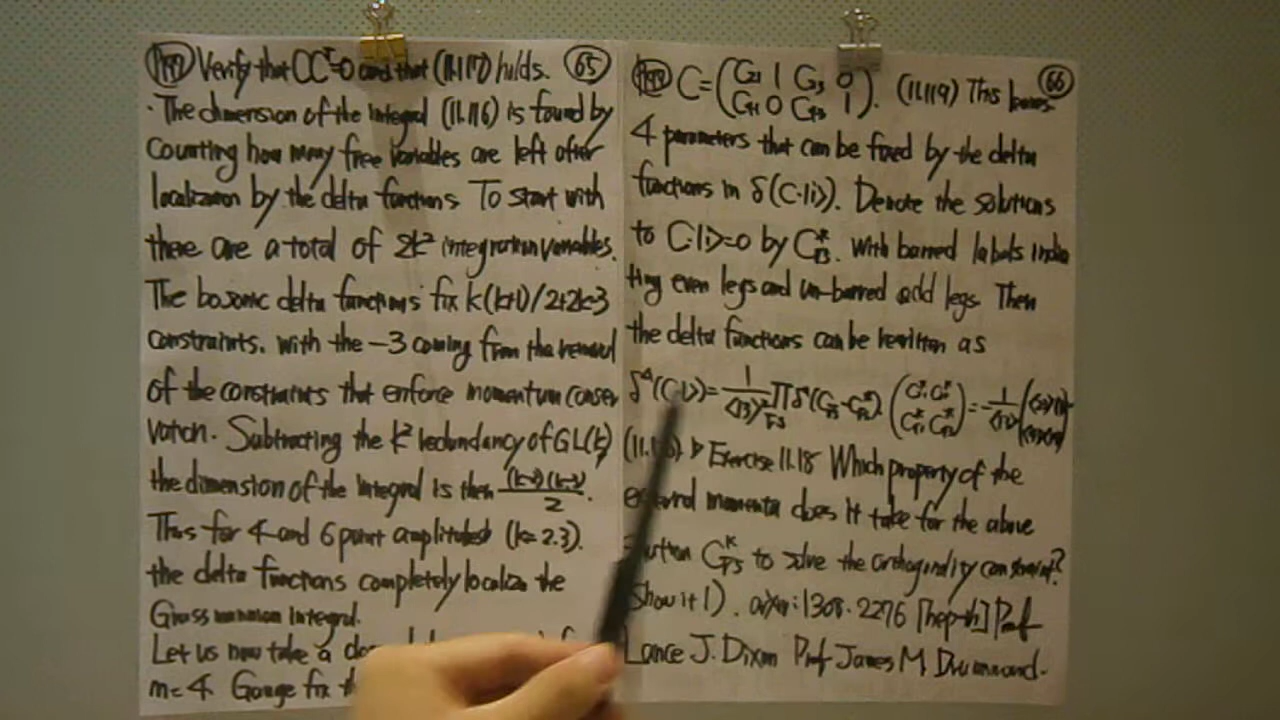 Verify that CCᵀ=0 and that (11.117) holds. 65
· The dimension of the integral (11.116) is found by
counting how many free variables are left after
localization by the delta functions. To start with
there are a total of 2k² integration variables.
The bosonic delta functions fix k(k+1)/2+2k-3
constraints. with the -3 coming from the removal
of the constraints that enforce momentum conser
vation. Subtracting the k² redundancy of GL(k)
the dimension of the integral is then (k-2)(k-3)/2.
Thus for 4 and 6 point amplitudes (k=2.3).
the delta functions completely localize the
Grassmannian integral.
Let us now take a
m=4. Gauge fix
C=(C₂₁ 1 C₂₃ 0 C₄₁ 0 C₄₃ 1). (11.119) This leaves 66
4 parameters that can be fixed by the delta
functions in δ(C·|i⟩). Denote the solutions
to C·|i⟩=0 by C*. With barred labels indica
ting even legs and un-barred odd legs. Then
the delta functions can be rewritten as
δ⁴(C·|i⟩)= 1/⟨13⟩² ∏ δ
▷ Exercise 11.18 Which property of the
external momenta does it take for the above
solution C* to solve the orthogonality constraint?
Show it!). arXiv:1308.2276 [hep-th] Prof
Lance J. Dixon Prof James M. Drummond.